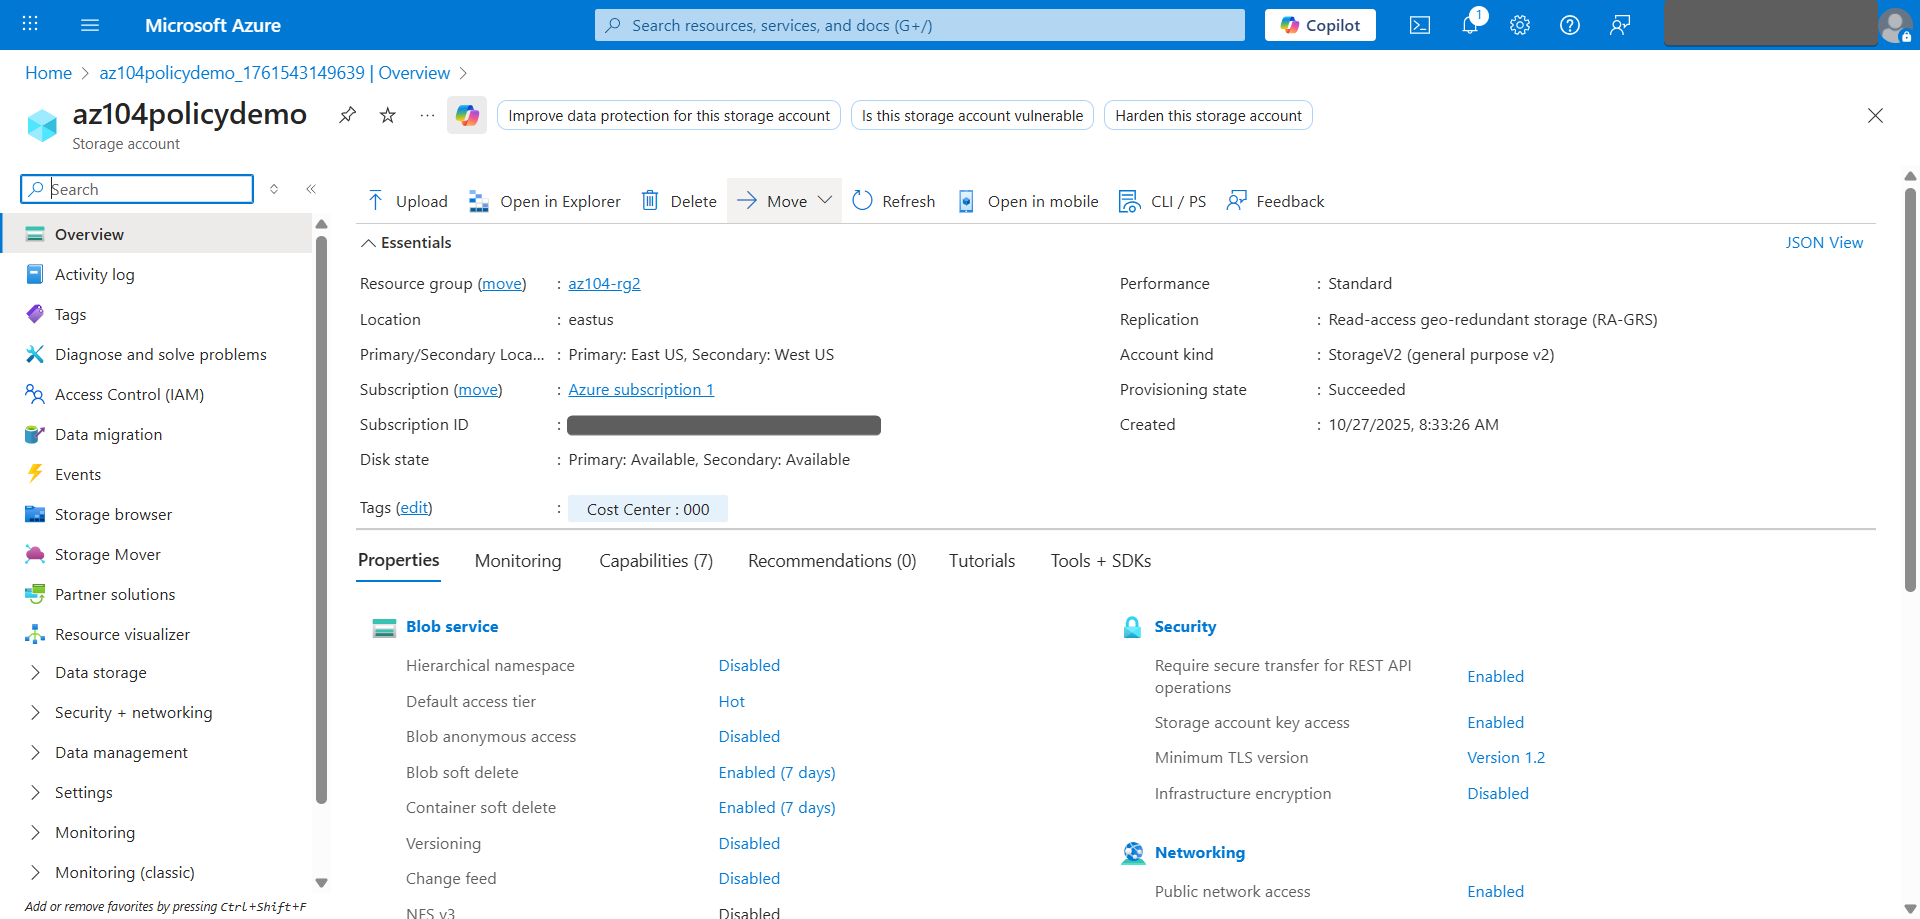 Microsoft Azure
Search resources, services, and docs (G+/)
Copilot
1
Home > az104policydemo_1761543149639 | Overview >
az104policydemo
Storage account
Improve data protection for this storage account
Is this storage account vulnerable
Harden this storage account
Search
Overview
Activity log
Tags
Diagnose and solve problems
Access Control (IAM)
Data migration
Events
Storage browser
Storage Mover
Partner solutions
Resource visualizer
Data storage
Security + networking
Data management
Settings
Monitoring
Monitoring (classic)
Add or remove favorites by pressing Ctrl+Shift+F
Upload
Open in Explorer
Delete
Move
Refresh
Open in mobile
CLI / PS
Feedback
Essentials
JSON View
Resource group (move) : az104-rg2
Location : eastus
Primary/Secondary Loca... : Primary: East US, Secondary: West US
Subscription (move) : Azure subscription 1
Subscription ID :
Disk state : Primary: Available, Secondary: Available
Tags (edit) : Cost Center : 000
Performance : Standard
Replication : Read-access geo-redundant storage (RA-GRS)
Account kind : StorageV2 (general purpose v2)
Provisioning state : Succeeded
Created : 10/27/2025, 8:33:26 AM
Properties
Monitoring
Capabilities (7)
Recommendations (0)
Tutorials
Tools + SDKs
Blob service
Hierarchical namespace Disabled
Default access tier Hot
Blob anonymous access Disabled
Blob soft delete Enabled (7 days)
Container soft delete Enabled (7 days)
Versioning Disabled
Change feed Disabled
NFS v3 Disabled
Security
Require secure transfer for REST API
operations Enabled
Storage account key access Enabled
Minimum TLS version Version 1.2
Infrastructure encryption Disabled
Networking
Public network access Enabled